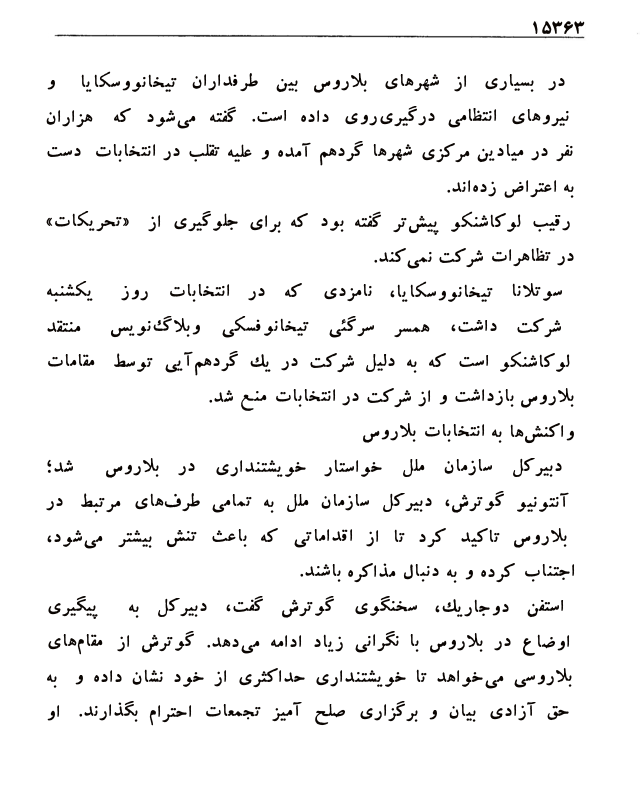 ۱۵۳۶۳
در بسیاری از شهرهای بلاروس بین طرفداران تیخانووسکایا و
نیروهای انتظامی درگیری‌روی داده است. گفته می‌شود که هزاران
نفر در میادین مرکزی شهرها گردهم آمده و علیه تقلب در انتخابات دست
به اعتراض زده‌اند.
رقیب لوکاشنکو پیش‌تر گفته بود که برای جلوگیری از «تحریکات»
در تظاهرات شرکت نمی‌کند.
سوتلانا تیخانووسکایا، نامزدی که در انتخابات روز یکشنبه
شرکت داشت، همسر سرگئی تیخانوفسکی وبلاگ‌نویس منتقد
لوکاشنکو است که به دلیل شرکت در یك گردهم‌آیی توسط مقامات
بلاروس بازداشت و از شرکت در انتخابات منع شد.
واکنش‌ها به انتخابات بلاروس
دبیرکل سازمان ملل خواستار خویشتنداری در بلاروس شد؛
آنتونیو گوترش، دبیرکل سازمان ملل به تمامی طرف‌های مرتبط در
بلاروس تاکید کرد تا از اقداماتی که باعث تنش بیشتر می‌شود،
اجتناب کرده و به دنبال مذاکره باشند.
استفن دوجاریك، سخنگوی گوترش گفت، دبیرکل به پیگیری
اوضاع در بلاروس با نگرانی زیاد ادامه می‌دهد. گوترش از مقام‌های
بلاروسی می‌خواهد تا خویشتنداری حداکثری از خود نشان داده و به
حق آزادی بیان و برگزاری صلح آمیز تجمعات احترام بگذارند. او